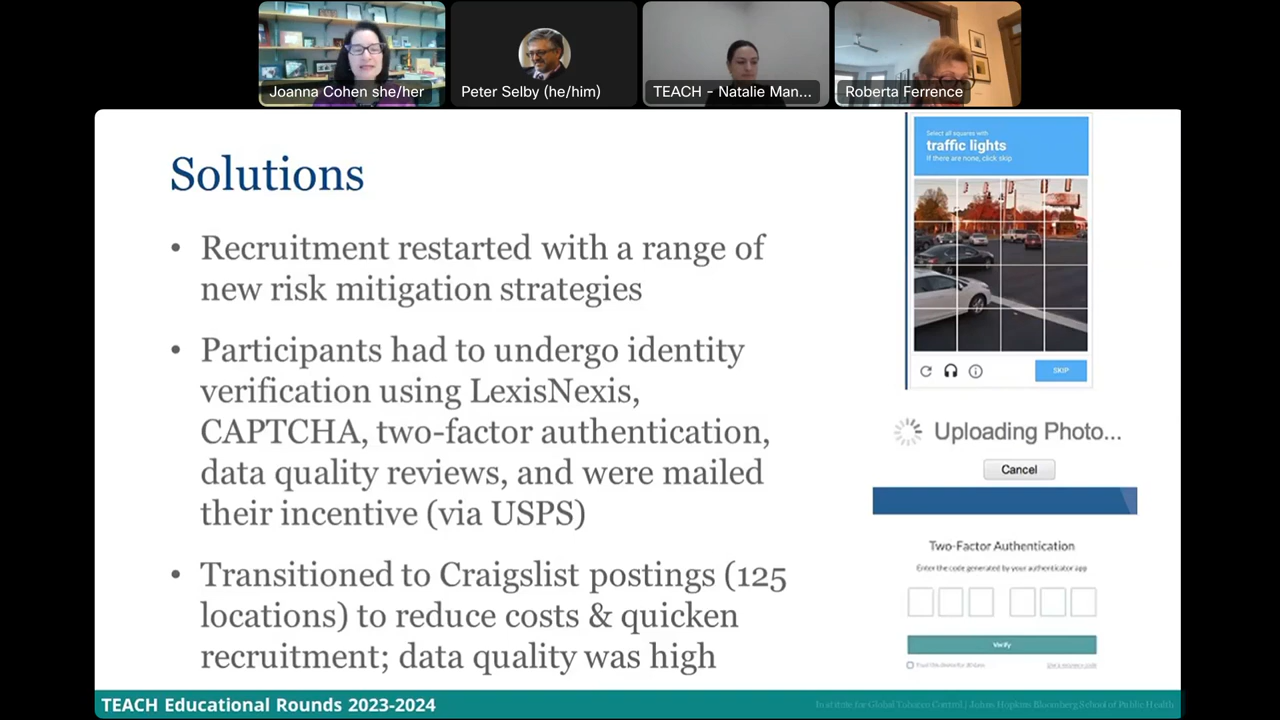 Joanna Cohen she/her
Peter Selby (he/him)
TEACH - Natalie Man...
Roberta Ferrence
Solutions
• Recruitment restarted with a range of
new risk mitigation strategies
• Participants had to undergo identity
verification using LexisNexis,
CAPTCHA, two-factor authentication,
data quality reviews, and were mailed
their incentive (via USPS)
• Transitioned to Craigslist postings (125
locations) to reduce costs & quicken
recruitment; data quality was high
Select all squares with
traffic lights
If there are none, click skip
SKIP
Uploading Photo...
Cancel
Two-Factor Authentication
Enter the code generated by your authenticator app
Verify
TEACH Educational Rounds 2023-2024
Institute for Global Tobacco Control | Johns Hopkins Bloomberg School of Public Health